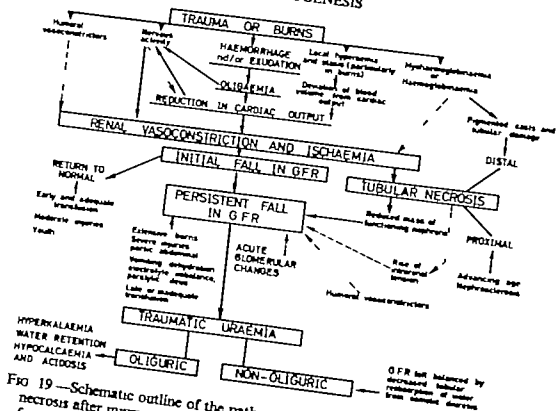 TRAUMA OR BURNS
Humoral
vasoconstrictors
Nervous
activity
HAEMORRHAGE
and/or EXUDATION
Local hyperaemia
and stasis (particularly
in burns)
Myohaemoglobinaemia
or
Haemoglobinaemia
OLIGAEMIA
Deviation of blood
volume from cardiac
output
REDUCTION IN CARDIAC OUTPUT
Pigmented casts and
tubular damage
RENAL VASOCONSTRICTION AND ISCHAEMIA
DISTAL
INITIAL FALL IN GFR
RETURN TO
NORMAL
TUBULAR NECROSIS
Early and adequate
transfusion
Moderate injuries
Youth
PERSISTENT FALL
IN GFR
Reduced mass of
functioning nephrons
PROXIMAL
Extensive burns
Severe injuries
partic abdominal
Vomiting dehydration
electrolyte imbalance,
paralytic ileus
Late or inadequate
transfusion
ACUTE
GLOMERULAR
CHANGES
Rise of
intrarenal
tension
Advancing age
Nephrosclerosis
Humoral vasoconstrictors
TRAUMATIC URAEMIA
HYPERKALAEMIA
WATER RETENTION
HYPOCALCAEMIA
AND ACIDOSIS
OLIGURIC
NON-OLIGURIC
GFR fall balanced by
decreased tubular
reabsorption of water
from
FIG 19—Schematic outline of the
necrosis after